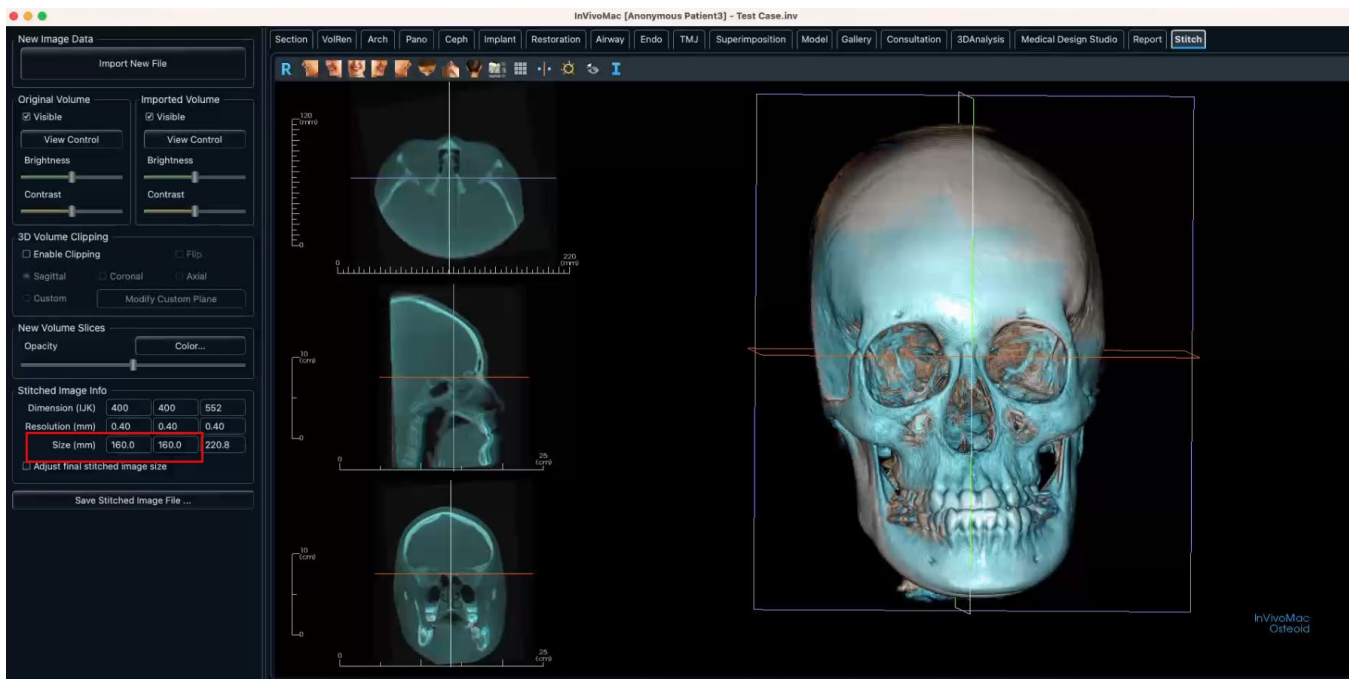 InVivoMac [Anonymous Patient3] - Test Case.inv
Section VolRen Arch Pano Ceph Implant Restoration Airway Endo TMJ Superimposition Model Gallery Consultation 3DAnalysis Medical Design Studio Report Stitch
New Image Data
Import New File
Original Volume Imported Volume
Visible Visible
View Control View Control
Brightness Brightness
Contrast Contrast
3D Volume Clipping
Enable Clipping Flip
Sagittal Coronal Axial
Custom Modify Custom Plane
New Volume Slices
Opacity Color...
Stitched Image Info
Dimension (IJK) 400 400 552
Resolution (mm) 0.40 0.40 0.40
Size (mm) 160.0 160.0 220.8
Adjust final stitched image size
Save Stitched Image File ...
R
120
(mm)
0
0
220
(mm)
10
(cm)
0
0
25
(cm)
10
(cm)
0
0
25
(cm)
InVivoMac
Osteoid